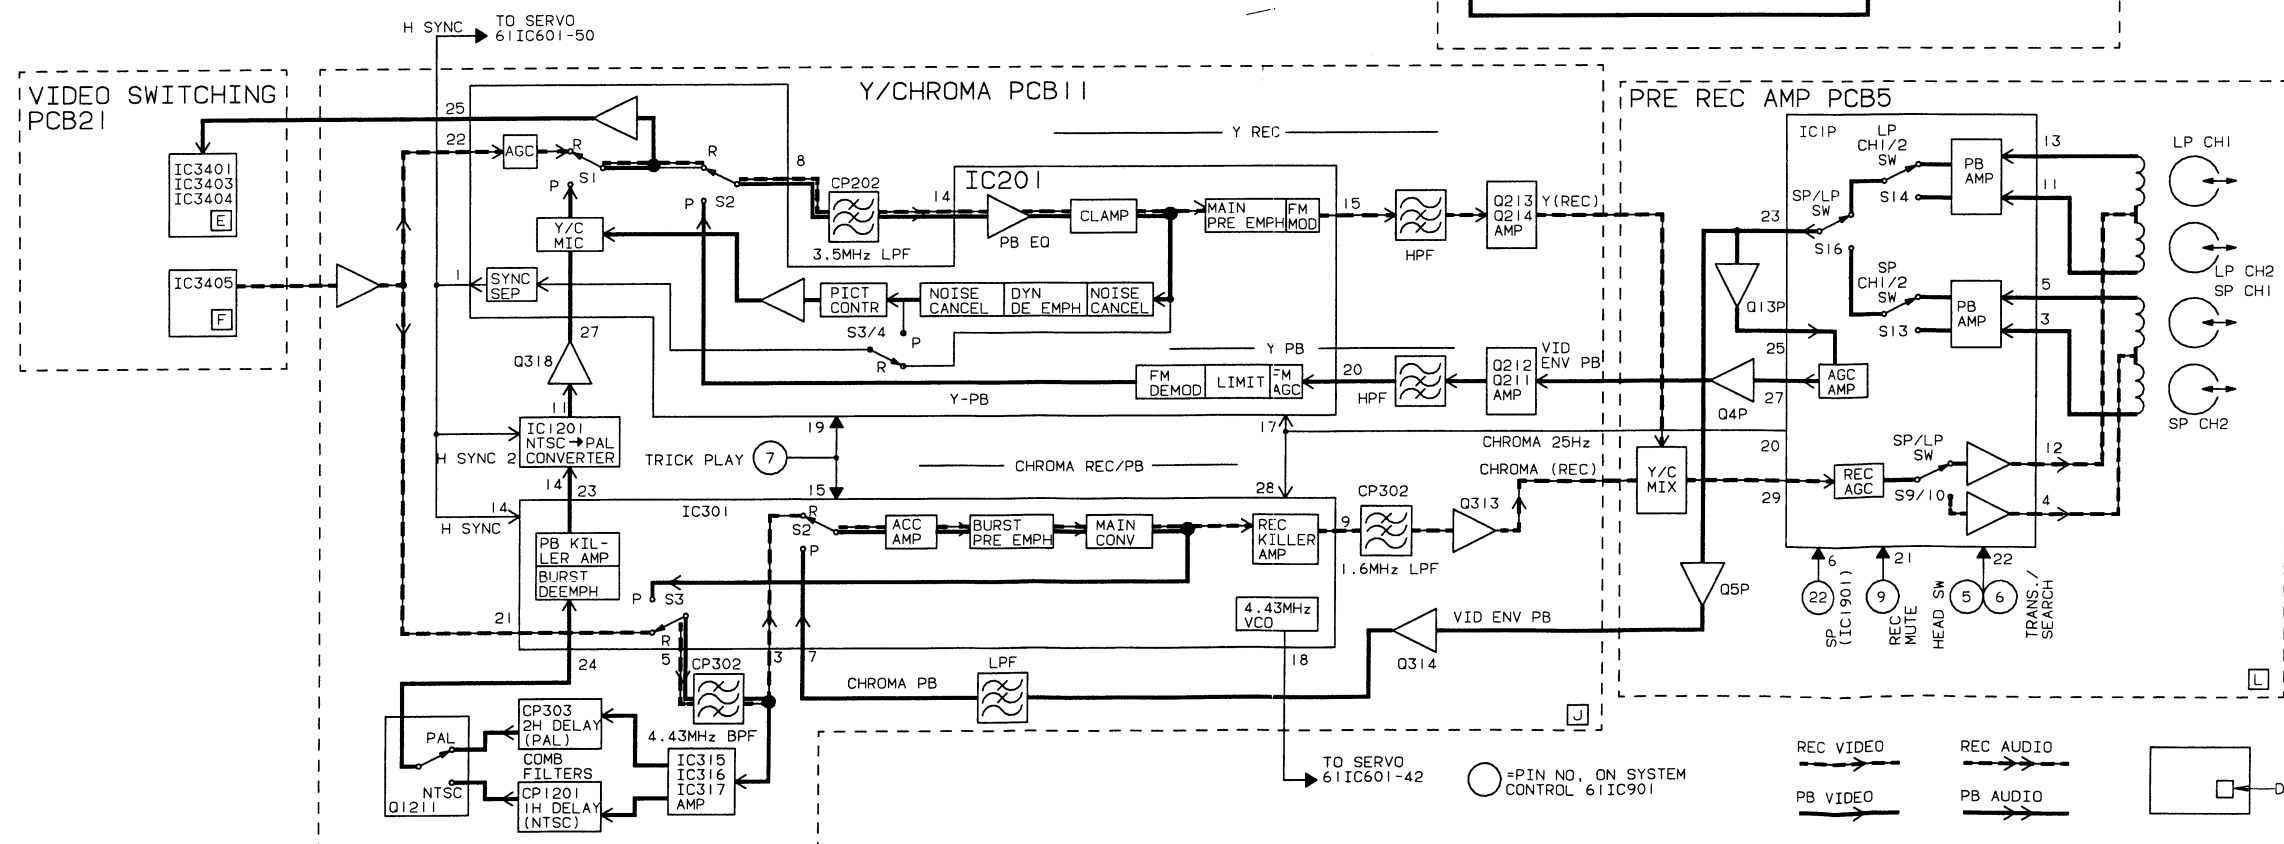 H SYNC
TO SERVO
61IC601-50
VIDEO SWITCHING
PCB21
Y/CHROMA PCB11
PRE REC AMP PCB5
25
22
AGC
R
S1
P
R
S2
P
8
CP202
3.5MHz LPF
14
IC201
PB EQ
CLAMP
Y REC
MAIN
PRE EMPH
FM
MOD
15
HPF
Q213
Q214
AMP
Y(REC)
IC3401
IC3403
IC3404
E
IC3405
F
Y/C
MIC
1
SYNC
SEP
PICT
CONTR
NOISE
CANCEL
DYN
DE EMPH
NOISE
CANCEL
S3/4
P
R
27
Q318
11
Y PB
FM
DEMOD
LIMIT
FM
AGC
20
HPF
Q212
Q211
AMP
VID
ENV PB
Y-PB
IC1201
NTSC→PAL
CONVERTER
H SYNC 2
14
23
19
TRICK PLAY
7
CHROMA REC/PB
15
17
28
CHROMA 25Hz
CHROMA (REC)
14
H SYNC
IC301
PB KIL-
LER AMP
BURST
DEEMPH
R
S2
P
ACC
AMP
BURST
PRE EMPH
MAIN
CONV
REC
KILLER
AMP
9
CP302
1.6MHz LPF
Q313
P
S3
R
21
24
4.43MHz
VCO
18
5
CP302
4.43MHz BPF
3
7
CHROMA PB
LPF
Q314
VID ENV PB
J
CP303
2H DELAY
(PAL)
COMB
FILTERS
CP1201
1H DELAY
(NTSC)
PAL
NTSC
Q1211
IC315
IC316
IC317
AMP
TO SERVO
61IC601-42
=PIN NO. ON SYSTEM
CONTROL 61IC901
IC1P
LP
CH1/2
SW
S14
PB
AMP
13
11
LP CH1
SP/LP
SW
23
S16
SP
CH1/2
SW
S13
PB
AMP
5
3
LP CH2
SP CH1
SP CH2
Q13P
25
Q4P
27
AGC
AMP
20
Y/C
MIX
29
REC
AGC
SP/LP
SW
S9/10
12
4
Q5P
6
21
22
22
9
5
6
SP
(IC1901)
REC
MUTE
HEAD SW
TRANS./
SEARCH
L
REC VIDEO
REC AUDIO
PB VIDEO
PB AUDIO
D